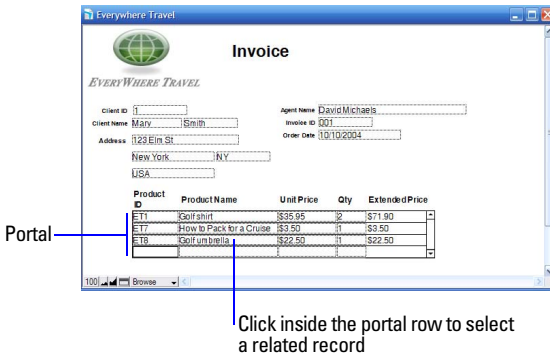 Everywhere Travel
Invoice
EVERYWHERE TRAVEL
Client ID 1
Agent Name David Michaels
Client Name Mary Smith
Invoice ID 001
Address 123 Elm St
Order Date 10/10/2004
New York NY
USA
Product ID Product Name Unit Price Qty Extended Price
ET1 Golf shirt $35.95 2 $71.90
ET7 How to Pack for a Cruise $3.50 1 $3.50
ET8 Golf umbrella $22.50 1 $22.50
Portal
100 Browse
Click inside the portal row to select
a related record